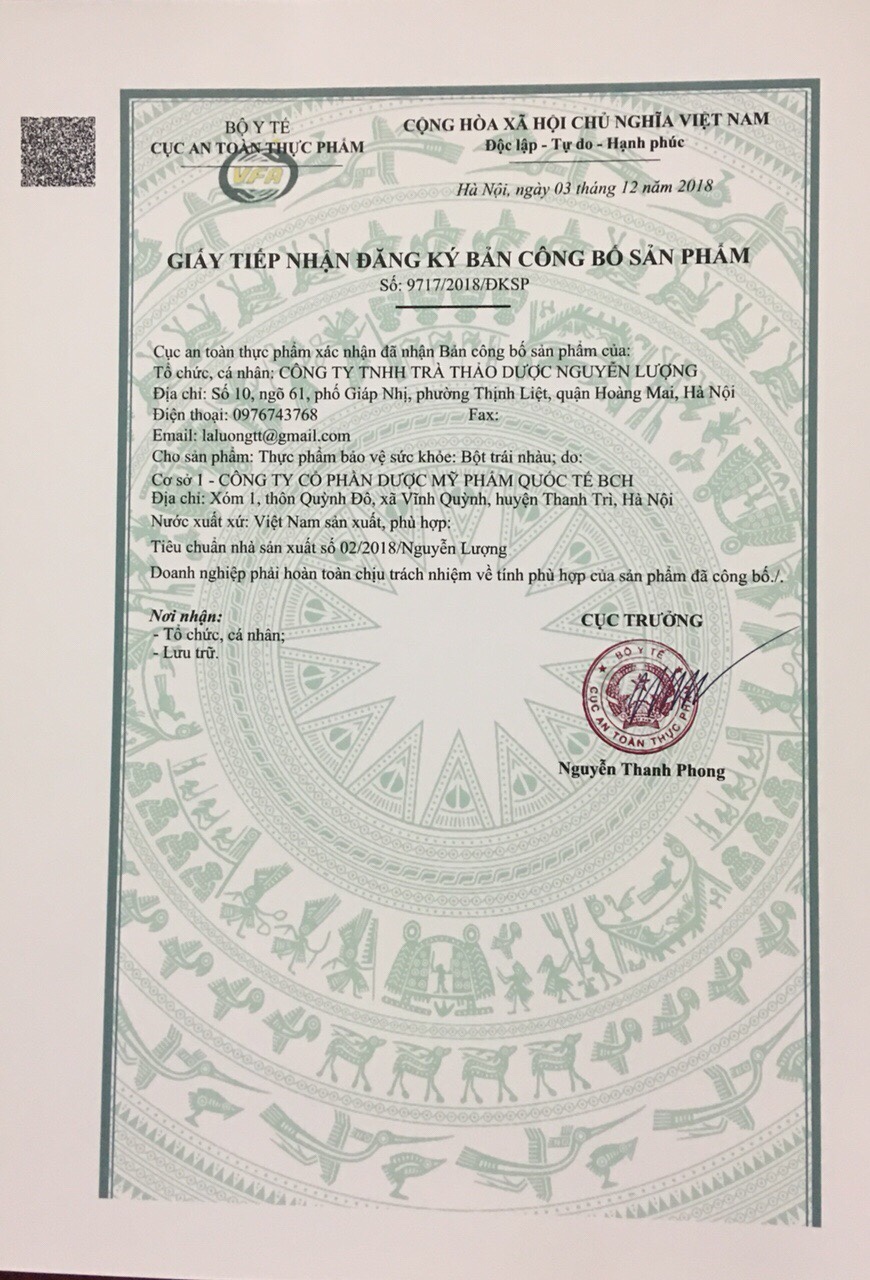 BỘ Y TẾ
CỤC AN TOÀN THỰC PHẨM
VFA
CỘNG HÒA XÃ HỘI CHỦ NGHĨA VIỆT NAM
Độc lập - Tự do - Hạnh phúc
Hà Nội, ngày 03 tháng 12 năm 2018
GIẤY TIẾP NHẬN ĐĂNG KÝ BẢN CÔNG BỐ SẢN PHẨM
Số: 9717/2018/ĐKSP
Cục an toàn thực phẩm xác nhận đã nhận Bản công bố sản phẩm của:
Tổ chức, cá nhân: CÔNG TY TNHH TRÀ THẢO DƯỢC NGUYỄN LƯỢNG
Địa chỉ: Số 10, ngõ 61, phố Giáp Nhị, phường Thịnh Liệt, quận Hoàng Mai, Hà Nội
Điện thoại: 0976743768 Fax:
Email: laluongtt@gmail.com
Cho sản phẩm: Thực phẩm bảo vệ sức khỏe: Bột trái nhàu; do:
Cơ sở 1 - CÔNG TY CỔ PHẦN DƯỢC MỸ PHẨM QUỐC TẾ BCH
Địa chỉ: Xóm 1, thôn Quỳnh Đô, xã Vĩnh Quỳnh, huyện Thanh Trì, Hà Nội
Nước xuất xứ: Việt Nam sản xuất, phù hợp:
Tiêu chuẩn nhà sản xuất số 02/2018/Nguyễn Lượng
Doanh nghiệp phải hoàn toàn chịu trách nhiệm về tính phù hợp của sản phẩm đã công bố./.
Nơi nhận:
- Tổ chức, cá nhân;
- Lưu trữ.
CỤC TRƯỞNG
BỘ Y TẾ
CỤC AN TOÀN THỰC PHẨM
Nguyễn Thanh Phong